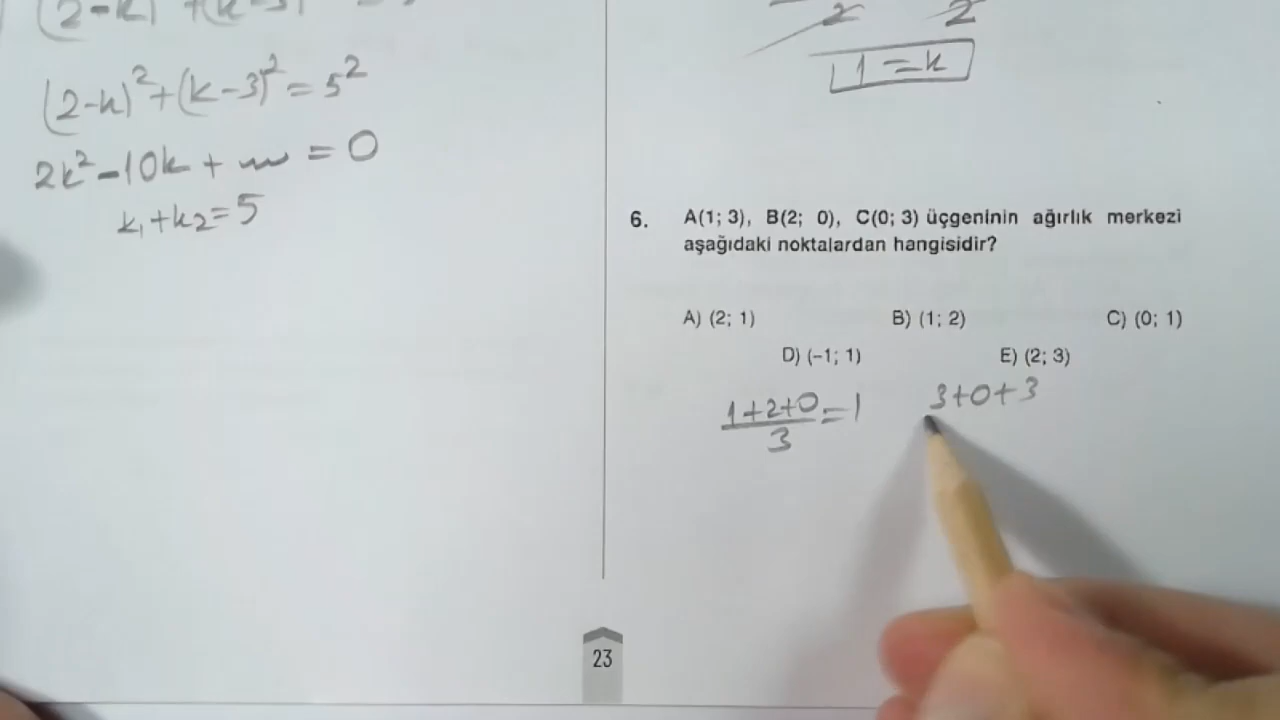 (2-k)² + (k-3)² = 5²
2k² - 10k + = 0
k₁ + k₂ = 5
2 2
1 = k
6. A(1; 3), B(2; 0), C(0; 3) üçgeninin ağırlık merkezi
aşağıdaki noktalardan hangisidir?
A) (2; 1) B) (1; 2) C) (0; 1)
D) (–1; 1) E) (2; 3)
1+2+0 = 1 3+0+3
3
23